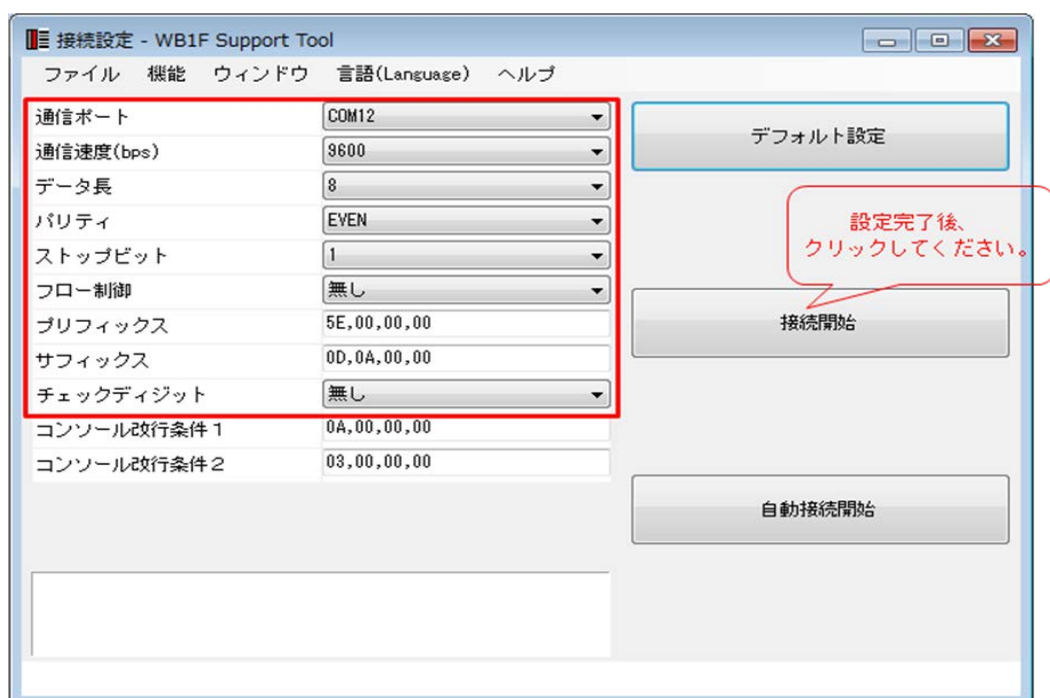 接続設定 - WB1F Support Tool
ファイル 機能 ウィンドウ 言語(Language) ヘルプ
通信ポート COM12
通信速度(bps) 9600
データ長 8
パリティ EVEN
ストップビット 1
フロー制御 無し
プリフィックス 5E,00,00,00
サフィックス 0D,0A,00,00
チェックディジット 無し
コンソール改行条件1 0A,00,00,00
コンソール改行条件2 03,00,00,00
デフォルト設定
設定完了後、
クリックしてください。
接続開始
自動接続開始